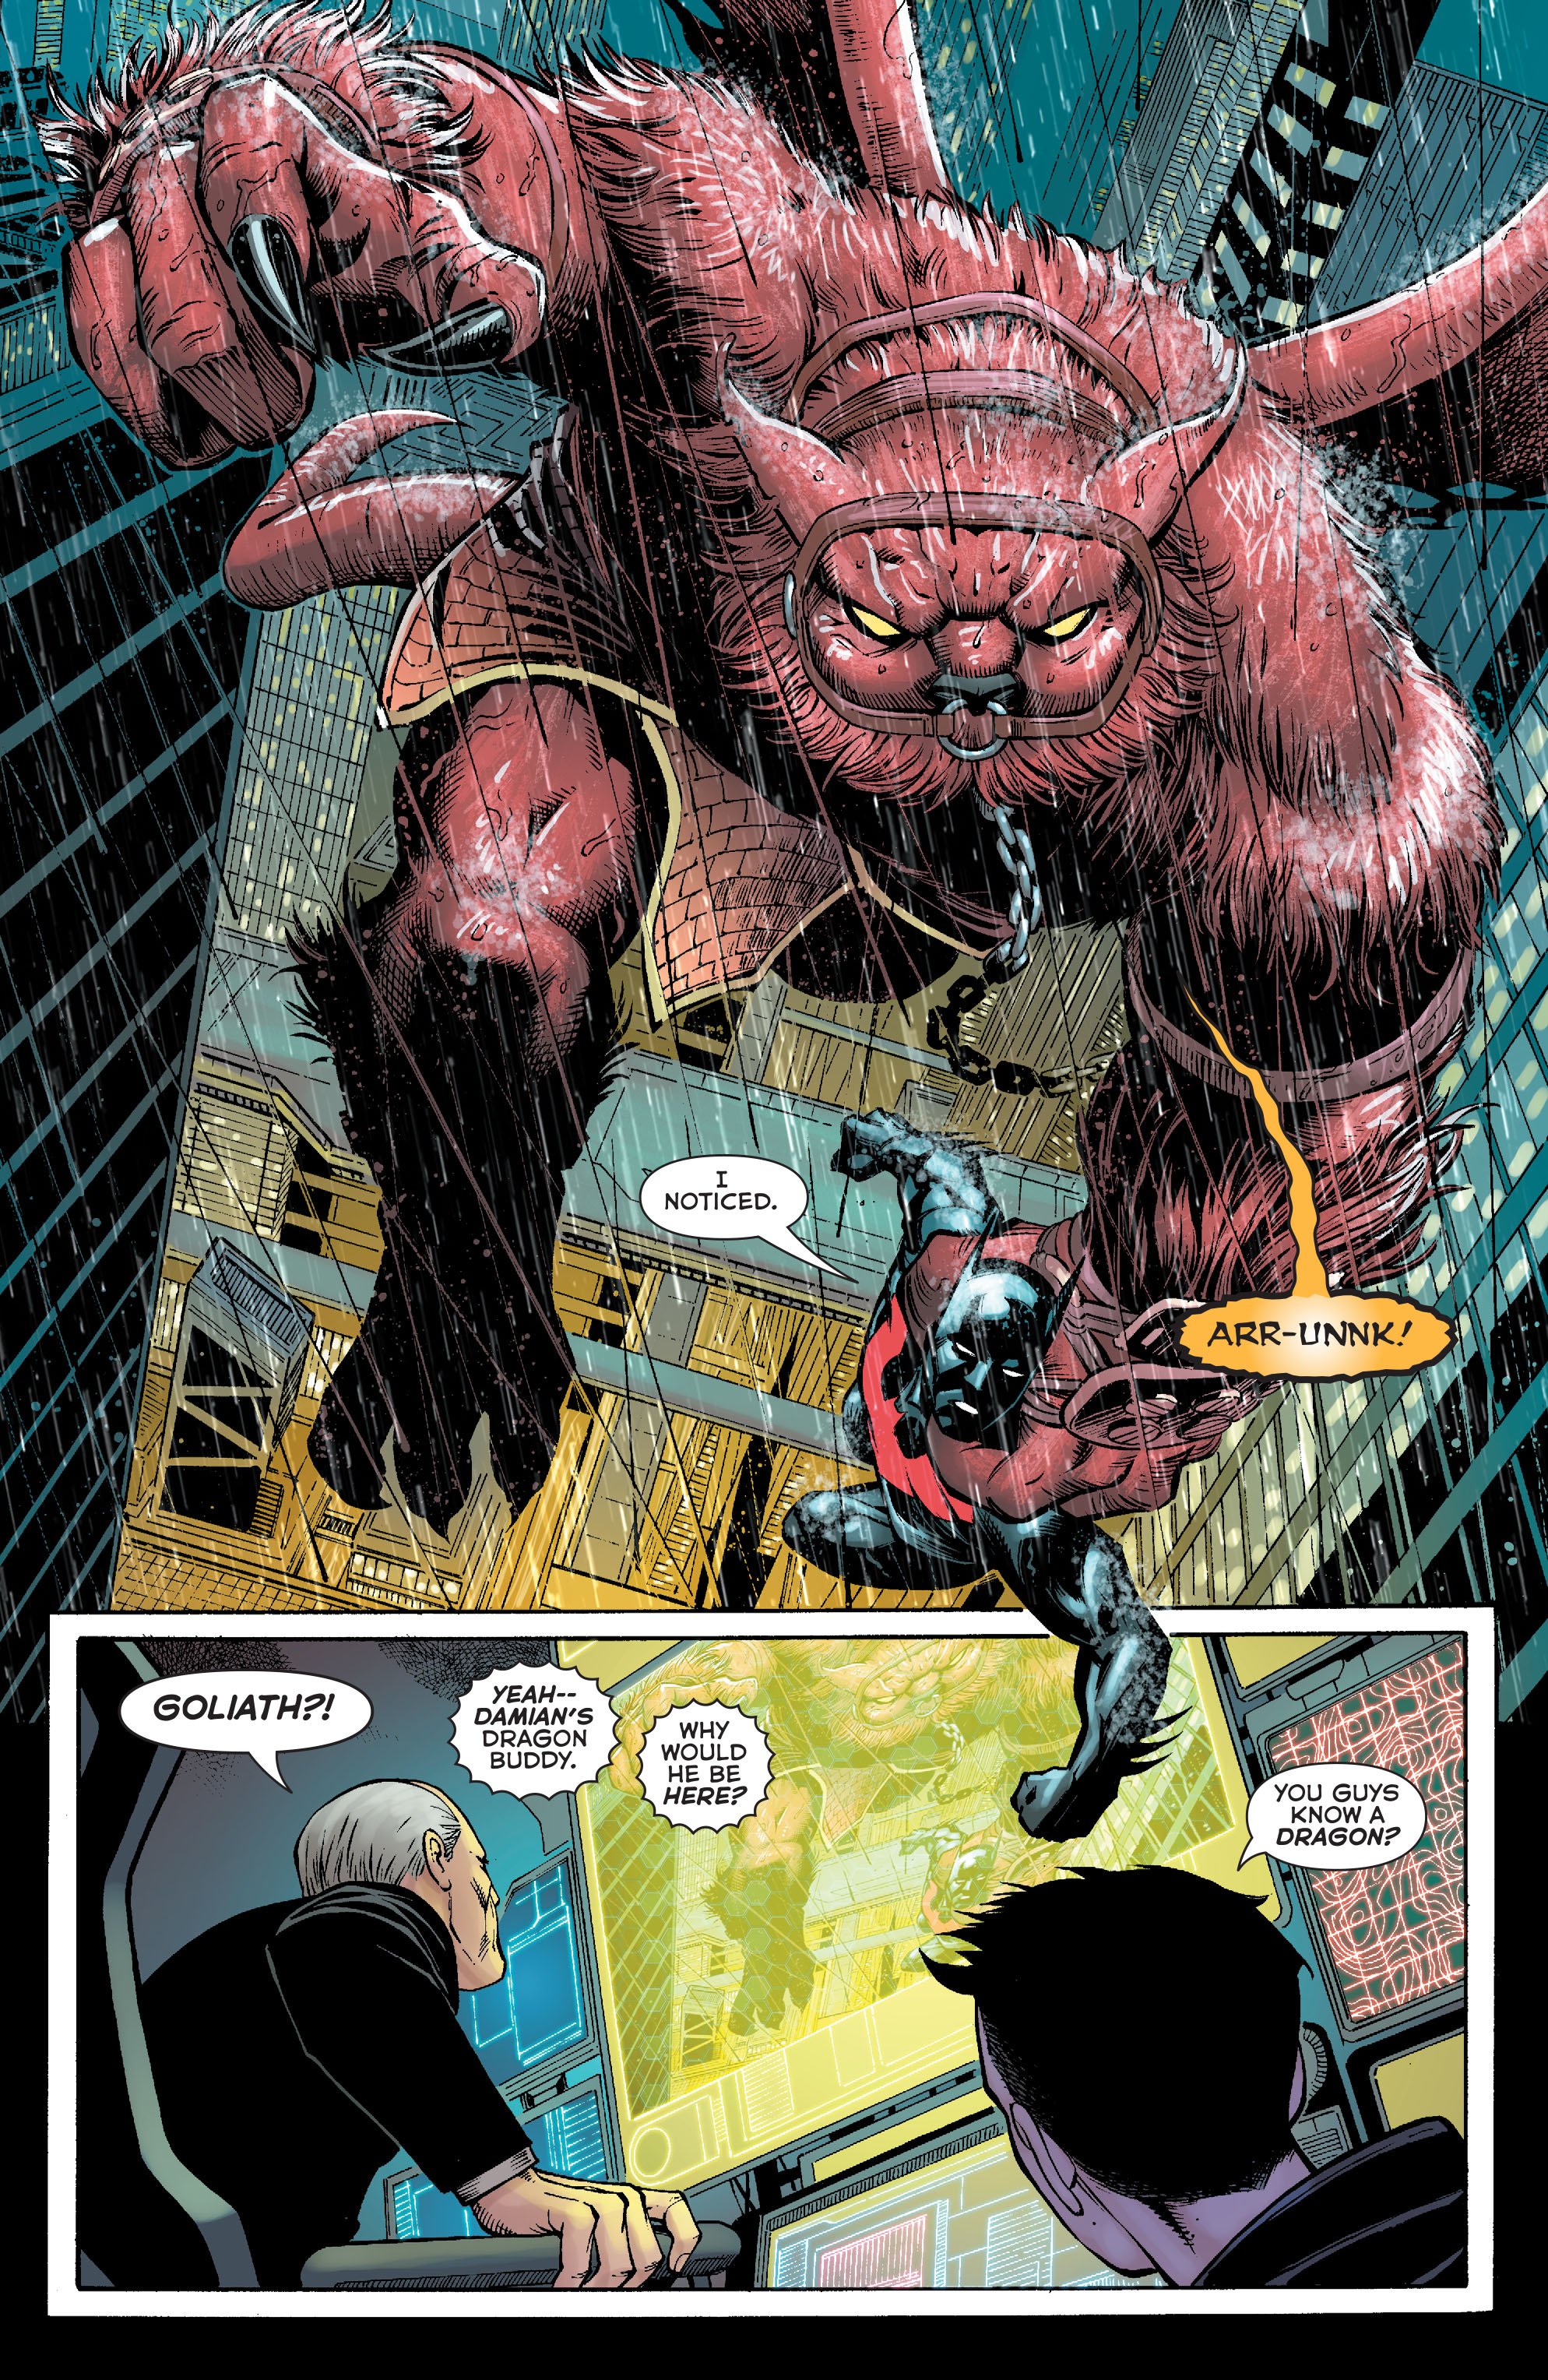 I
NOTICED.
ARR-UNNK!
GOLIATH?!
YEAH--
DAMIAN'S
DRAGON
BUDDY.
WHY
WOULD
HE BE
HERE?
YOU GUYS
KNOW A
DRAGON?